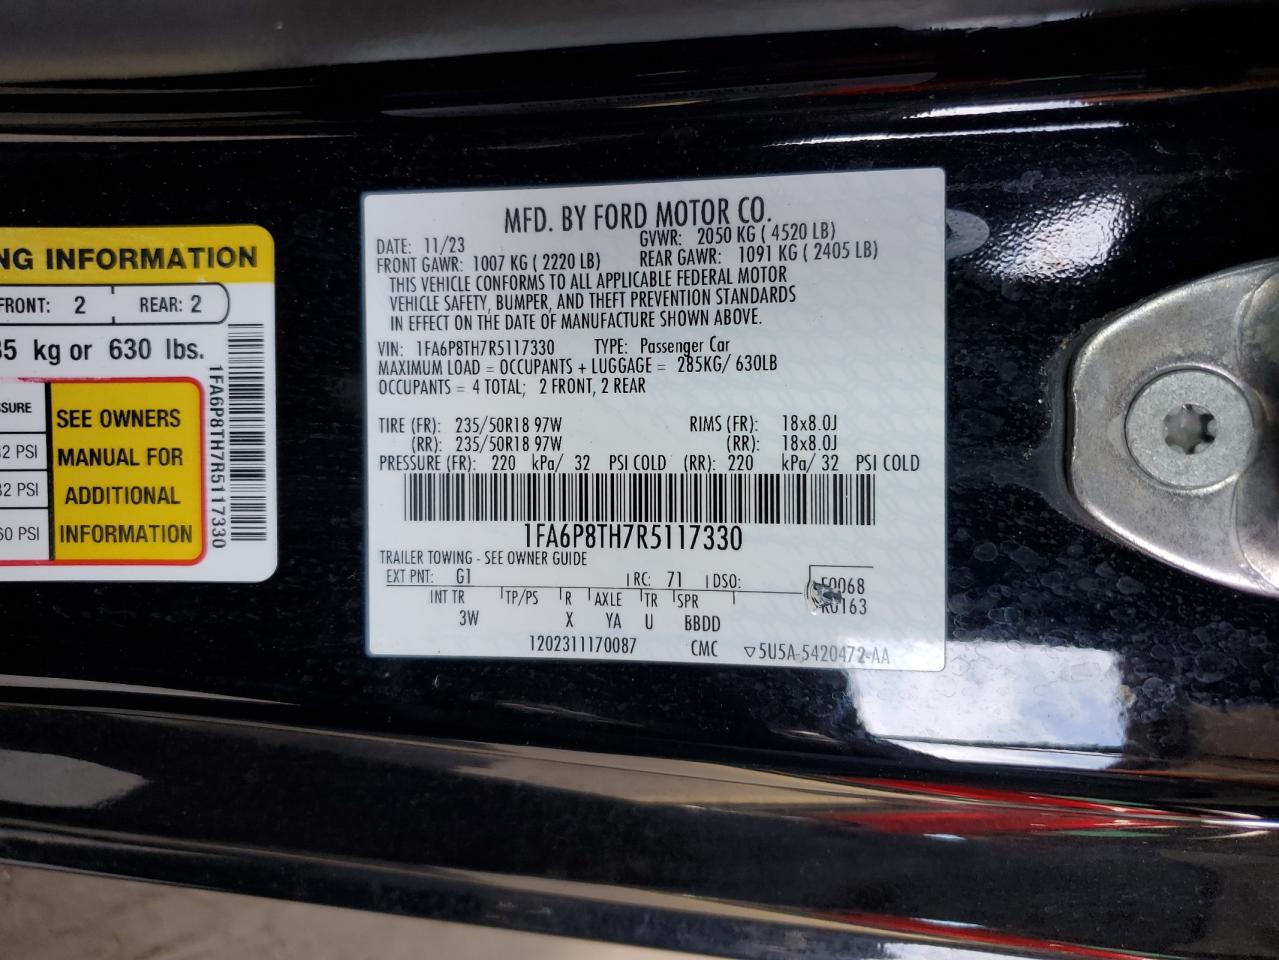 NG INFORMATION
FRONT: 2 REAR: 2
85 kg or 630 lbs.
SSURE
32 PSI
32 PSI
60 PSI
SEE OWNERS
MANUAL FOR
ADDITIONAL
INFORMATION
1FA6P8TH7R5117330
MFD. BY FORD MOTOR CO.
DATE: 11/23 GVWR: 2050 KG ( 4520 LB)
FRONT GAWR: 1007 KG ( 2220 LB) REAR GAWR: 1091 KG ( 2405 LB)
THIS VEHICLE CONFORMS TO ALL APPLICABLE FEDERAL MOTOR
VEHICLE SAFETY, BUMPER, AND THEFT PREVENTION STANDARDS
IN EFFECT ON THE DATE OF MANUFACTURE SHOWN ABOVE.
VIN: 1FA6P8TH7R5117330 TYPE: Passenger Car
MAXIMUM LOAD = OCCUPANTS + LUGGAGE = 285KG/ 630LB
OCCUPANTS = 4 TOTAL; 2 FRONT, 2 REAR
TIRE (FR): 235/50R18 97W RIMS (FR): 18x8.0J
(RR): 235/50R18 97W (RR): 18x8.0J
PRESSURE (FR): 220 kPa/ 32 PSI COLD (RR): 220 kPa/ 32 PSI COLD
1FA6P8TH7R5117330
TRAILER TOWING - SEE OWNER GUIDE
EXT PNT: G1 RC: 71 DSO: F0068
INT TR TP/PS R AXLE TR SPR R0163
3W X YA U BBDD
1202311170087 CMC ▽5U5A-5420472-AA